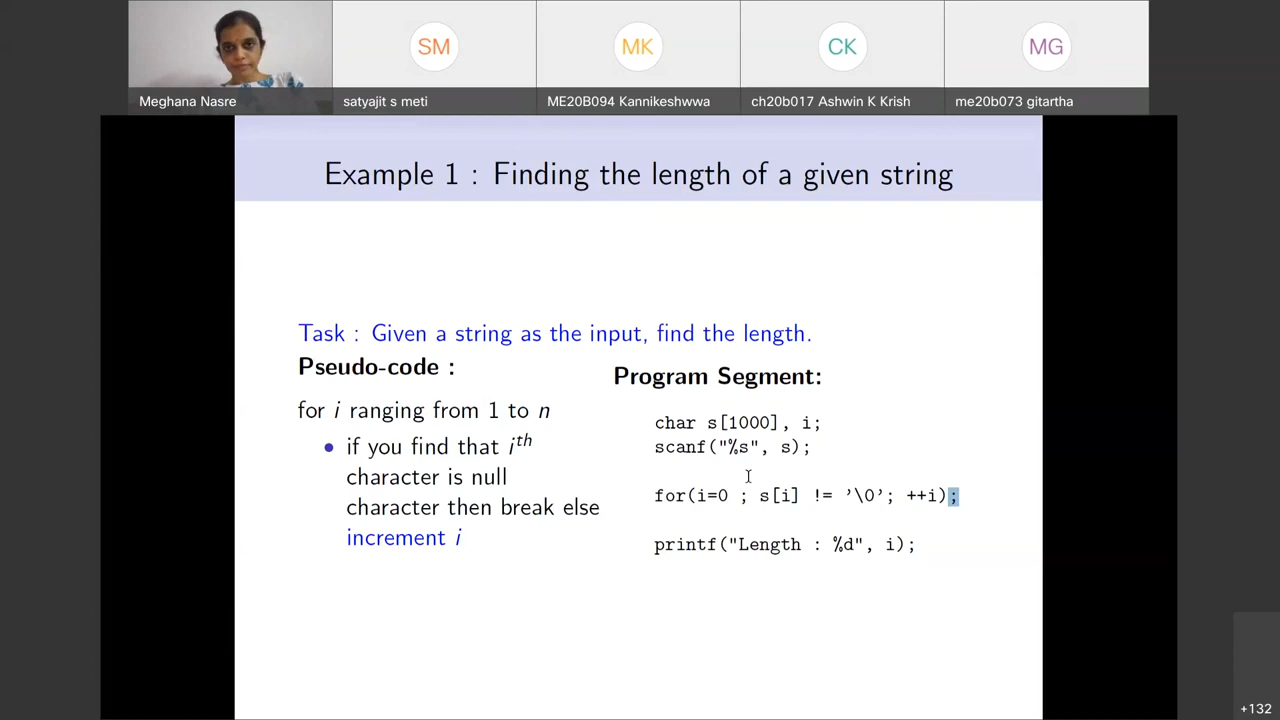 SM
MK
CK
MG
Meghana Nasre
satyajit s meti
ME20B094 Kannikeshwwa
ch20b017 Ashwin K Krish
me20b073 gitartha
Example 1 : Finding the length of a given string
Task : Given a string as the input, find the length.
Pseudo-code :
for i ranging from 1 to n
• if you find that ith
character is null
character then break else
increment i
Program Segment:
char s[1000], i;
scanf("%s", s);
for(i=0 ; s[i] != ’\0’; ++i);
printf("Length : %d", i);
+132